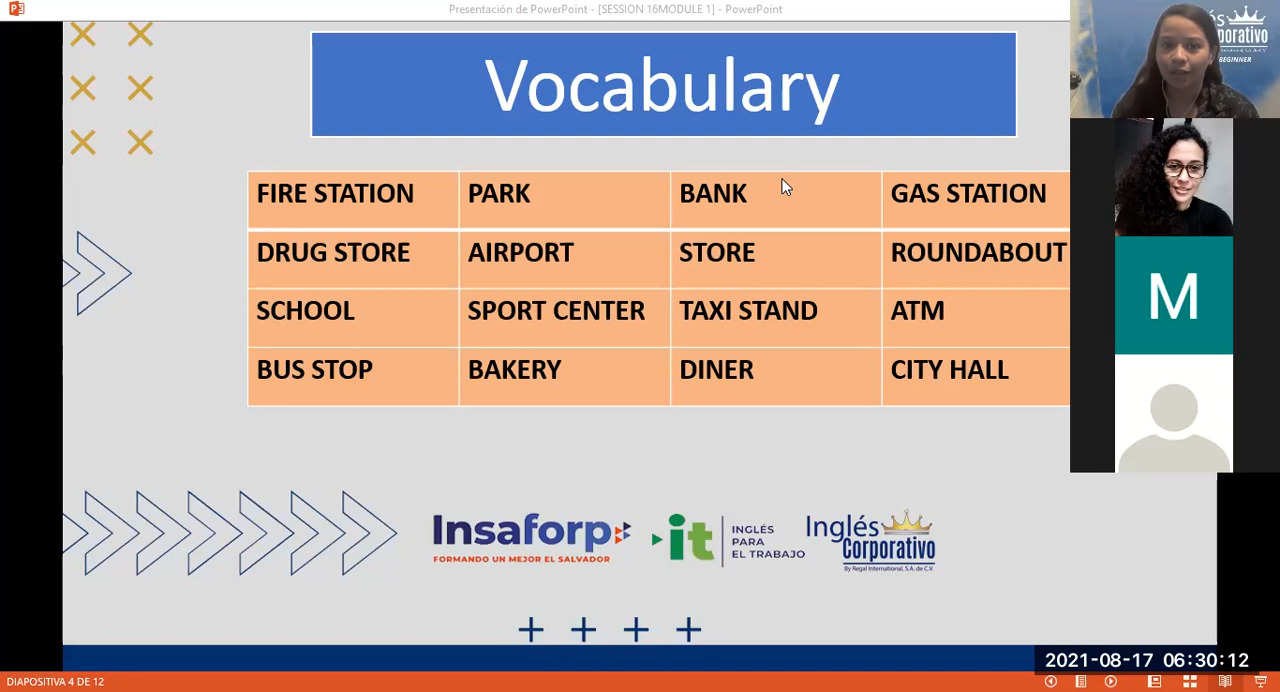 Presentación de PowerPoint - [SESSION 16MODULE 1] - PowerPoint
Vocabulary
FIRE STATION PARK BANK GAS STATION
DRUG STORE AIRPORT STORE ROUNDABOUT
SCHOOL SPORT CENTER TAXI STAND ATM
BUS STOP BAKERY DINER CITY HALL
Insaforp
FORMANDO UN MEJOR EL SALVADOR
it
INGLÉS
PARA
EL TRABAJO
Inglés
Corporativo
By Regal International, S.A. de C.V.
BEGINNER
M
2021-08-17 06:30:12
DIAPOSITIVA 4 DE 12